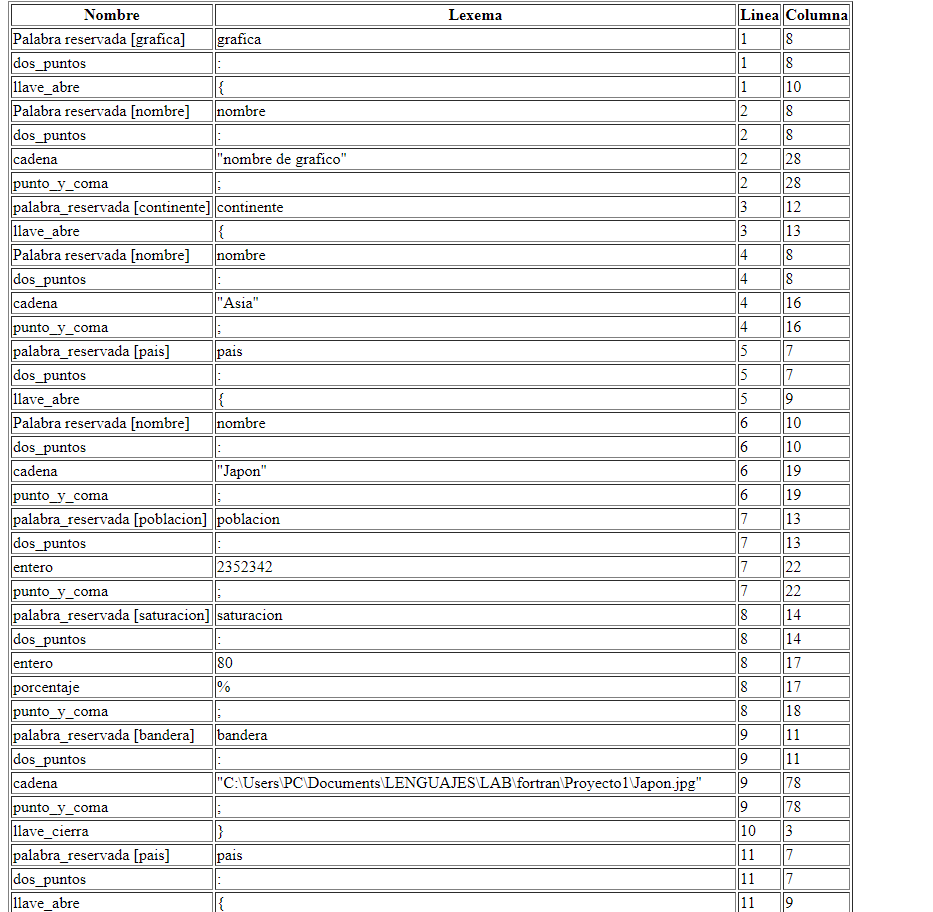 Nombre Lexema Linea Columna
Palabra reservada [grafica] grafica 1 8
dos_puntos : 1 8
llave_abre { 1 10
Palabra reservada [nombre] nombre 2 8
dos_puntos : 2 8
cadena "nombre de grafico" 2 28
punto_y_coma ; 2 28
palabra_reservada [continente] continente 3 12
llave_abre { 3 13
Palabra reservada [nombre] nombre 4 8
dos_puntos : 4 8
cadena "Asia" 4 16
punto_y_coma ; 4 16
palabra_reservada [pais] pais 5 7
dos_puntos : 5 7
llave_abre { 5 9
Palabra reservada [nombre] nombre 6 10
dos_puntos : 6 10
cadena "Japon" 6 19
punto_y_coma ; 6 19
palabra_reservada [poblacion] poblacion 7 13
dos_puntos : 7 13
entero 2352342 7 22
punto_y_coma ; 7 22
palabra_reservada [saturacion] saturacion 8 14
dos_puntos : 8 14
entero 80 8 17
porcentaje % 8 17
punto_y_coma ; 8 18
palabra_reservada [bandera] bandera 9 11
dos_puntos : 9 11
cadena "C:\Users\PC\Documents\LENGUAJES\LAB\fortran\Proyecto1\Japon.jpg" 9 78
punto_y_coma ; 9 78
llave_cierra } 10 3
palabra_reservada [pais] pais 11 7
dos_puntos : 11 7
llave_abre { 11 9